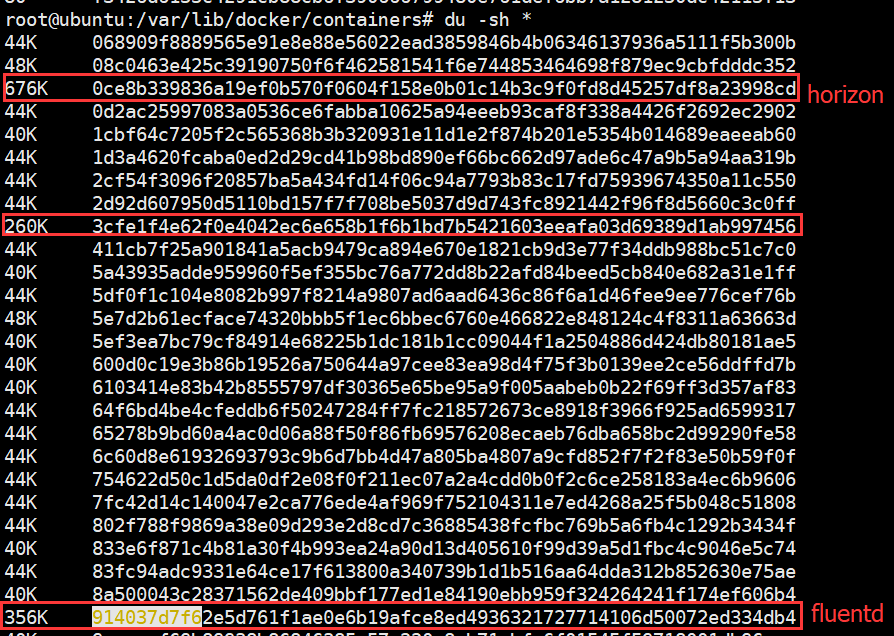 root@ubuntu:/var/lib/docker/containers# du -sh *
44K 068909f8889565e91e8e88e56022ead3859846b4b06346137936a5111f5b300b
48K 08c0463e425c39190750f6f462581541f6e744853464698f879ec9cbfdddc352
676K 0ce8b339836a19ef0b570f0604f158e0b01c14b3c9f0fd8d45257df8a23998cd horizon
44K 0d2ac25997083a0536ce6fabba10625a94eeeb93caf8f338a4426f2692ec2902
40K 1cbf64c7205f2c565368b3b320931e11d1e2f874b201e5354b014689eaeeab60
44K 1d3a4620fcaba0ed2d29cd41b98bd890ef66bc662d97ade6c47a9b5a94aa319b
44K 2cf54f3096f20857ba5a434fd14f06c94a7793b83c17fd75939674350a11c550
44K 2d92d607950d5110bd157f7f708be5037d9d743fc8921442f96f8d5660c3c0ff
260K 3cfe1f4e62f0e4042ec6e658b1f6b1bd7b5421603eeafa03d69389d1ab997456
44K 411cb7f25a901841a5acb9479ca894e670e1821cb9d3e77f34ddb988bc51c7c0
40K 5a43935adde959960f5ef355bc76a772dd8b22afd84beed5cb840e682a31e1ff
44K 5df0f1c104e8082b997f8214a9807ad6aad6436c86f6a1d46fee9ee776cef76b
48K 5e7d2b61ecface74320bbb5f1ec6bbec6760e466822e848124c4f8311a63663d
40K 5ef3ea7bc79cf84914e68225b1dc181b1cc09044f1a2504886d424db80181ae5
40K 600d0c19e3b86b19526a750644a97cee83ea98d4f75f3b0139ee2ce56ddffd7b
40K 6103414e83b42b8555797df30365e65be95a9f005aabeb0b22f69ff3d357af83
44K 64f6bd4be4cfeddb6f50247284ff7fc218572673ce8918f3966f925ad6599317
44K 65278b9bd60a4ac0d06a88f50f86fb69576208ecaeb76dba658bc2d99290fe58
44K 6c60d8e61932693793c9b6d7bb4d47a805ba4807a9cfd852f7f2f83e50b59f0f
44K 754622d50c1d5da0df2e08f0f211ec07a2a4cdd0b0f2c6ce258183a4ec6b9606
44K 7fc42d14c140047e2ca776ede4af969f752104311e7ed4268a25f5b048c51808
44K 802f788f9869a38e09d293e2d8cd7c36885438fcfbc769b5a6fb4c1292b3434f
40K 833e6f871c4b81a30f4b993ea24a90d13d405610f99d39a5d1fbc4c9046e5c74
44K 83fc94adc9331e64ce17f613800a340739b1d1b516aa64dda312b852630e75ae
40K 8a500043c28371562de409bbf177ed1e84190ebb959f324264241f174ef606b4
356K 914037d7f62e5d761f1ae0e6b19afce8ed4936321727714106d50072ed334db4 fluentd